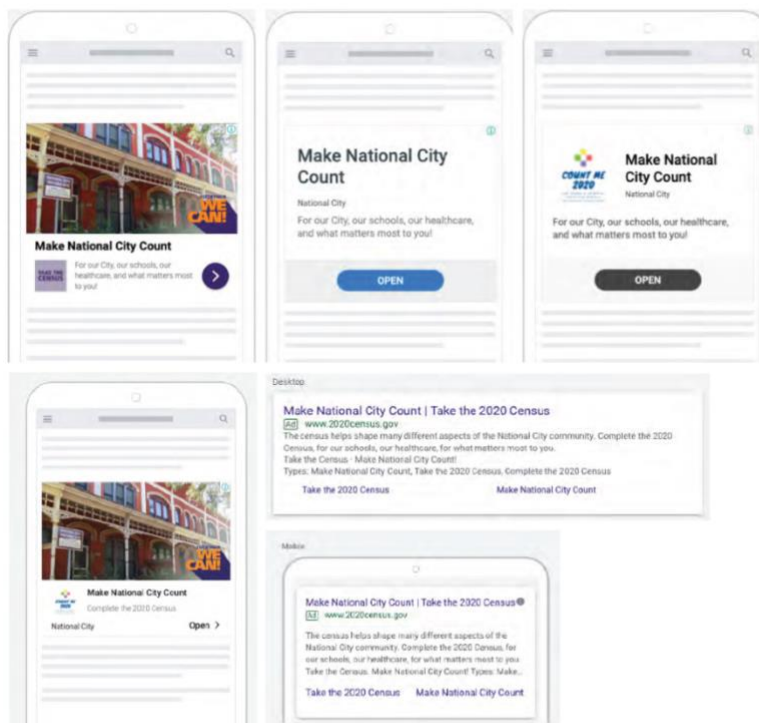 WE
CAN!
Make National City Count
TAKE THE
CENSUS
For our City, our schools, our
healthcare, and what matters most
to you!
Make National City
Count
National City
For our City, our schools, our healthcare,
and what matters most to you!
OPEN
COUNT ME
2020
Make National
City Count
National City
For our City, our schools, our healthcare,
and what matters most to you!
OPEN
WE
CAN!
COUNT ME
2020
Make National City Count
Complete the 2020 Census
National City
Open
Desktop
Make National City Count | Take the 2020 Census
Ad www.2020census.gov
The census helps shape many different aspects of the National City community. Complete the 2020
Census, for our schools, our healthcare, for what matters most to you.
Take the Census - Make National City Count!
Types: Make National City Count, Take the 2020 Census, Complete the 2020 Census
Take the 2020 Census Make National City Count
Mobile
Make National City Count | Take the 2020 Census
Ad www.2020census.gov
The census helps shape many different aspects of the
National City community. Complete the 2020 Census, for
our schools, our healthcare, for what matters most to you.
Take the Census. Make National City Count! Types: Make...
Take the 2020 Census Make National City Count